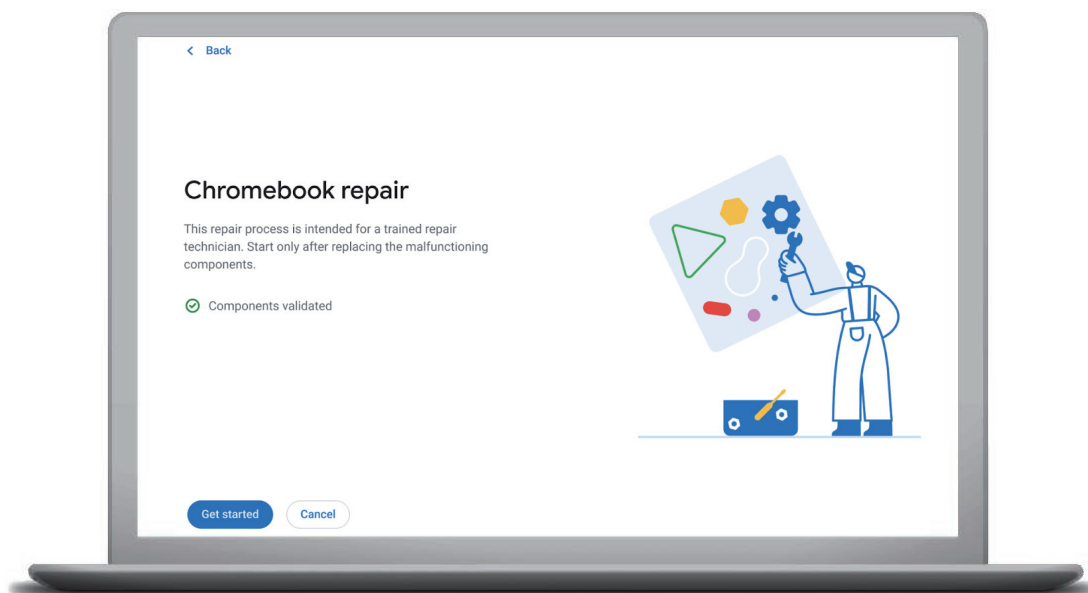 Back
Chromebook repair
This repair process is intended for a trained repair
technician. Start only after replacing the malfunctioning
components.
Components validated
Get started
Cancel